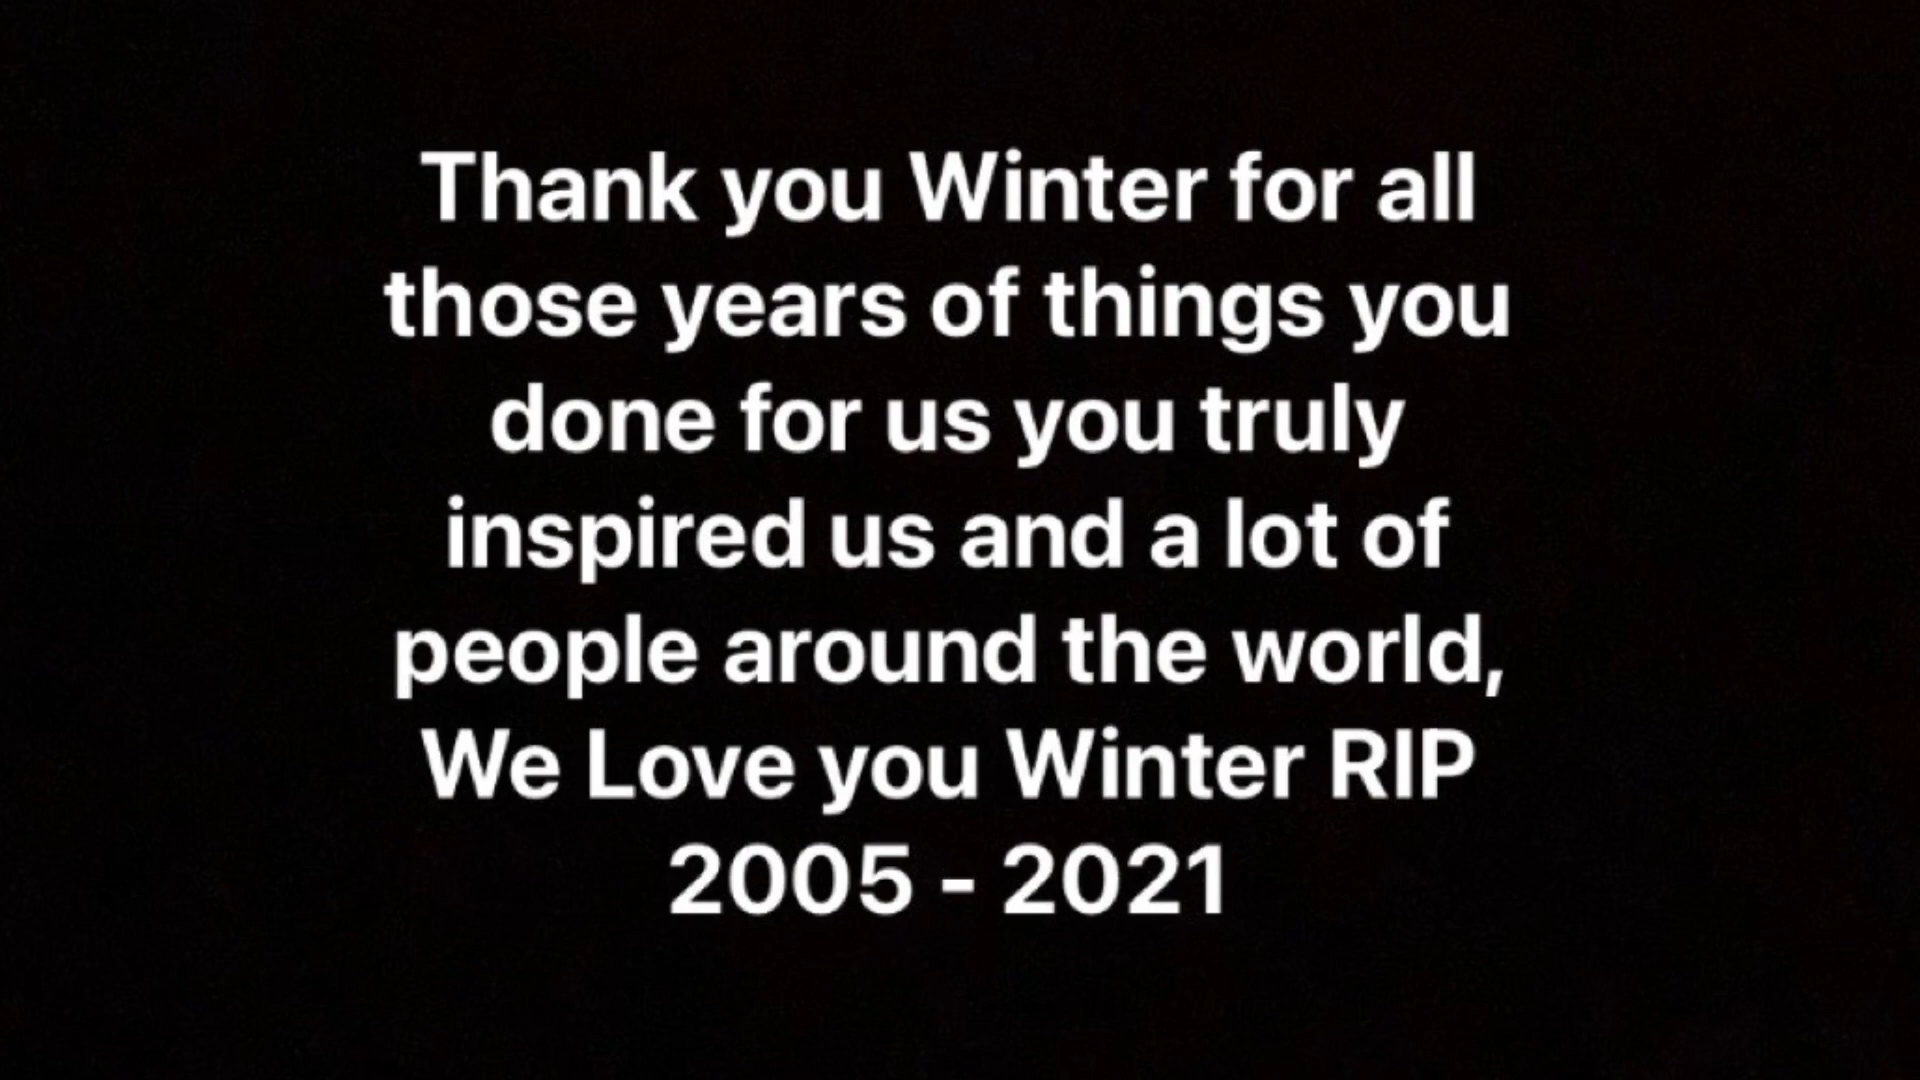 Thank you Winter for all
those years of things you
done for us you truly
inspired us and a lot of
people around the world,
We Love you Winter RIP
2005 - 2021